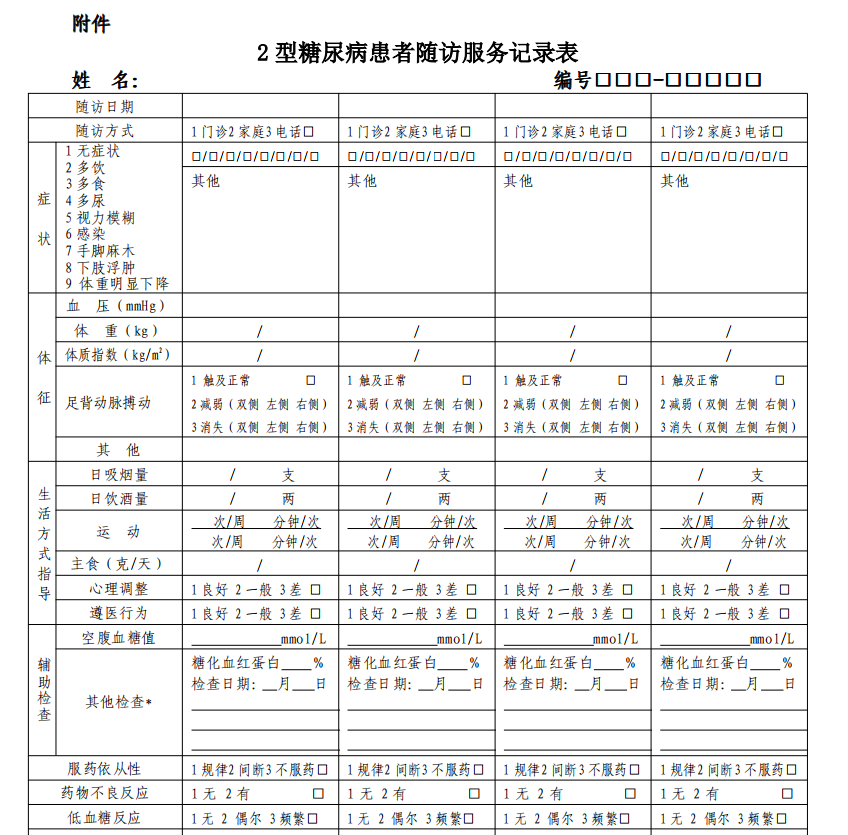 附件
2 型糖尿病患者随访服务记录表
姓 名: 编号□□□-□□□□□
随访日期
随访方式 1 门诊2 家庭3 电话□ 1 门诊2 家庭3 电话□ 1 门诊2 家庭3 电话□ 1 门诊2 家庭3 电话□
症状
1 无症状
2 多饮
3 多食
4 多尿
5 视力模糊
6 感染
7 手脚麻木
8 下肢浮肿
9 体重明显下降
□/□/□/□/□/□/□/□ □/□/□/□/□/□/□/□ □/□/□/□/□/□/□/□ □/□/□/□/□/□/□/□
其他 其他 其他 其他
体征
血 压（mmHg）
体 重（kg） / / / /
体质指数（kg/m²） / / / /
足背动脉搏动
1 触及正常 □ 1 触及正常 □ 1 触及正常 □ 1 触及正常 □
2 减弱（双侧 左侧 右侧） 2 减弱（双侧 左侧 右侧） 2 减弱（双侧 左侧 右侧） 2 减弱（双侧 左侧 右侧）
3 消失（双侧 左侧 右侧） 3 消失（双侧 左侧 右侧） 3 消失（双侧 左侧 右侧） 3 消失（双侧 左侧 右侧）
其 他
生活方式指导
日吸烟量 / 支 / 支 / 支 / 支
日饮酒量 / 两 / 两 / 两 / 两
运 动
次/周 分钟/次 次/周 分钟/次 次/周 分钟/次 次/周 分钟/次
次/周 分钟/次 次/周 分钟/次 次/周 分钟/次 次/周 分钟/次
主食（克/天） / / / /
心理调整 1 良好 2 一般 3 差 □ 1 良好 2 一般 3 差 □ 1 良好 2 一般 3 差 □ 1 良好 2 一般 3 差 □
遵医行为 1 良好 2 一般 3 差 □ 1 良好 2 一般 3 差 □ 1 良好 2 一般 3 差 □ 1 良好 2 一般 3 差 □
辅助检查
空腹血糖值 ____mmol/L ____mmol/L ____mmol/L ____mmol/L
其他检查*
糖化血红蛋白____% 糖化血红蛋白____% 糖化血红蛋白____% 糖化血红蛋白____%
检查日期: __月___日 检查日期: __月___日 检查日期: __月___日 检查日期: __月___日
服药依从性 1 规律2 间断3 不服药□ 1 规律2 间断3 不服药□ 1 规律2 间断3 不服药□ 1 规律2 间断3 不服药□
药物不良反应 1 无 2 有 □ 1 无 2 有 □ 1 无 2 有 □ 1 无 2 有 □
低血糖反应 1 无 2 偶尔 3 频繁□ 1 无 2 偶尔 3 频繁□ 1 无 2 偶尔 3 频繁□ 1 无 2 偶尔 3 频繁□